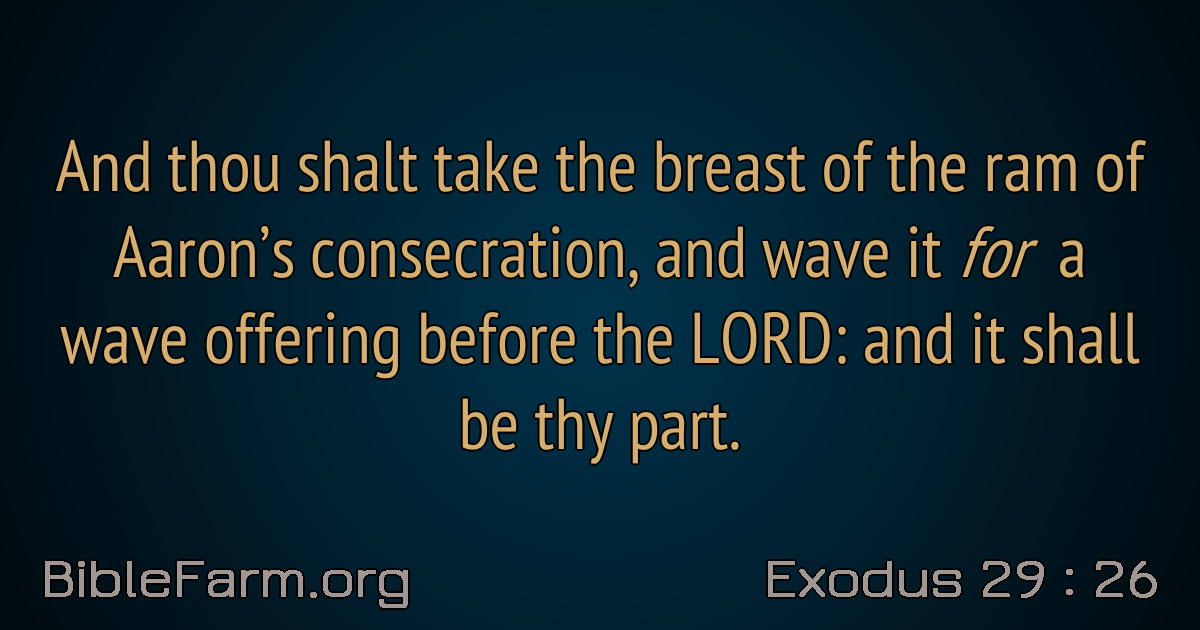 And thou shalt take the breast of the ram of
Aaron’s consecration, and wave it for a
wave offering before the LORD: and it shall
be thy part.
BibleFarm.org
Exodus 29 : 26